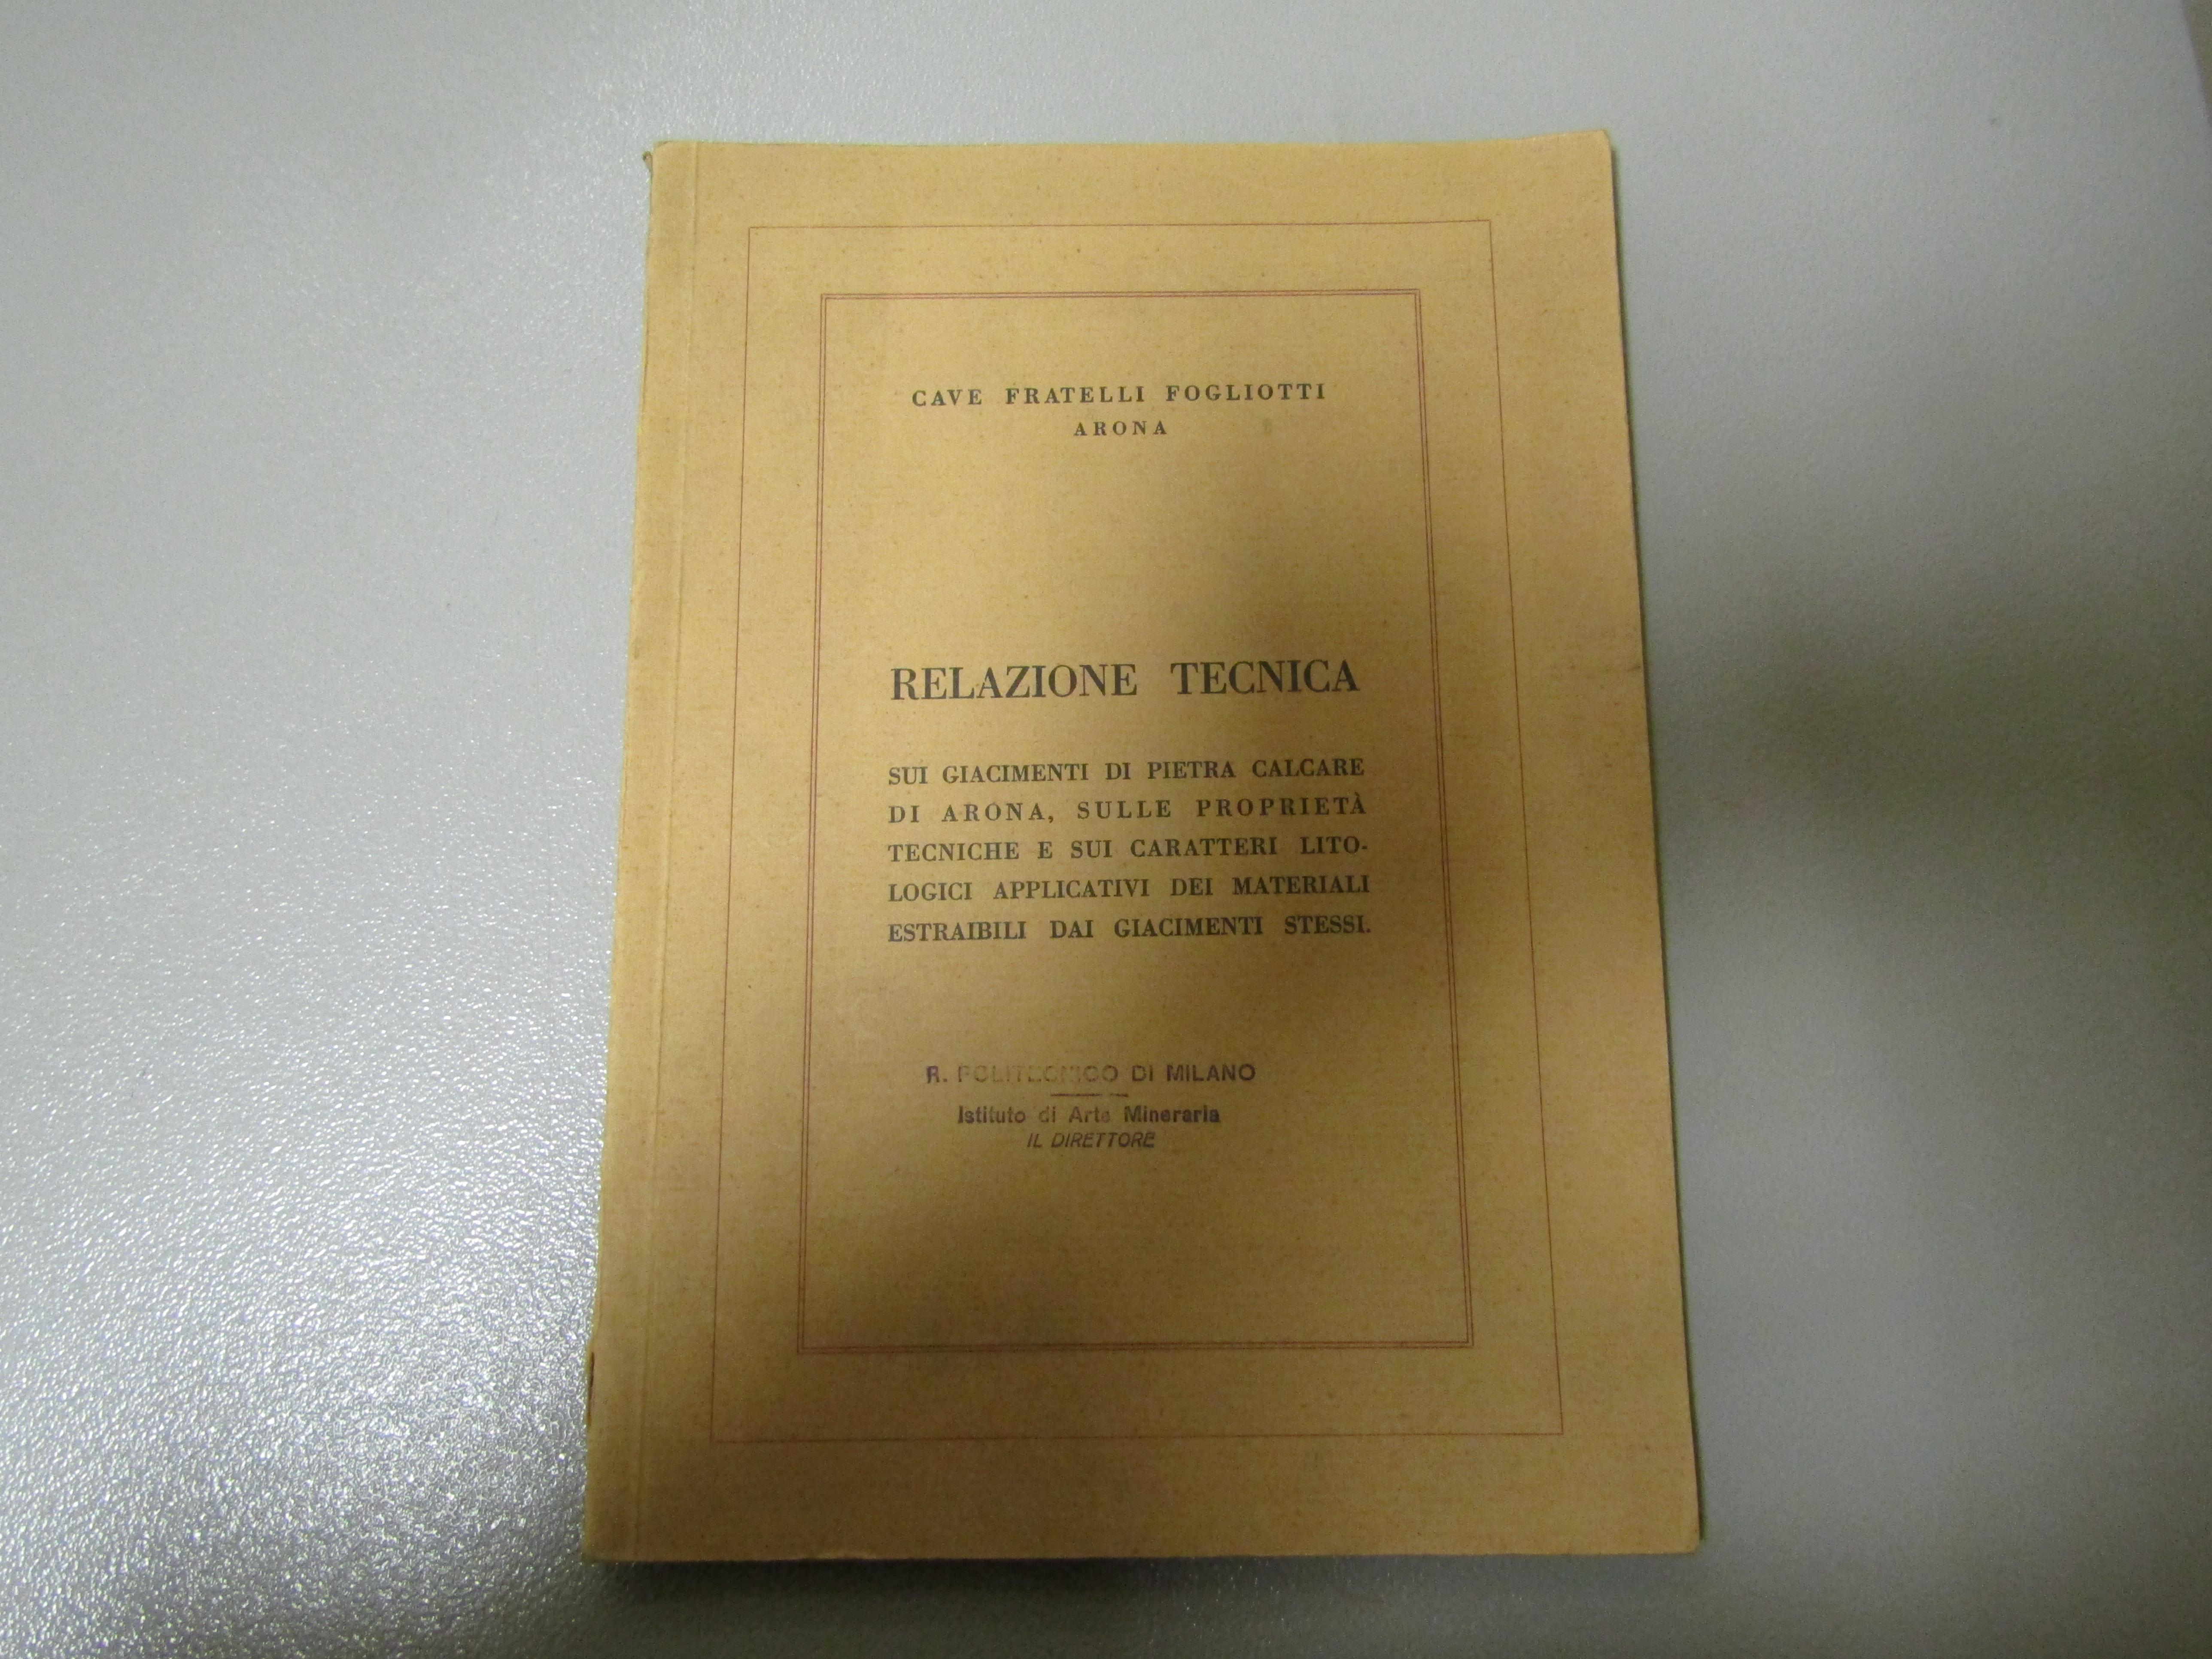 CAVE FRATELLI FOGLIOTTI
ARONA
RELAZIONE TECNICA
SUI GIACIMENTI DI PIETRA CALCARE
DI ARONA, SULLE PROPRIETÀ
TECNICHE E SUI CARATTERI LITO-
LOGICI APPLICATIVI DEI MATERIALI
ESTRAIBILI DAI GIACIMENTI STESSI.
R. POLITECNICO DI MILANO
Istituto di Arte Mineraria
IL DIRETTORE